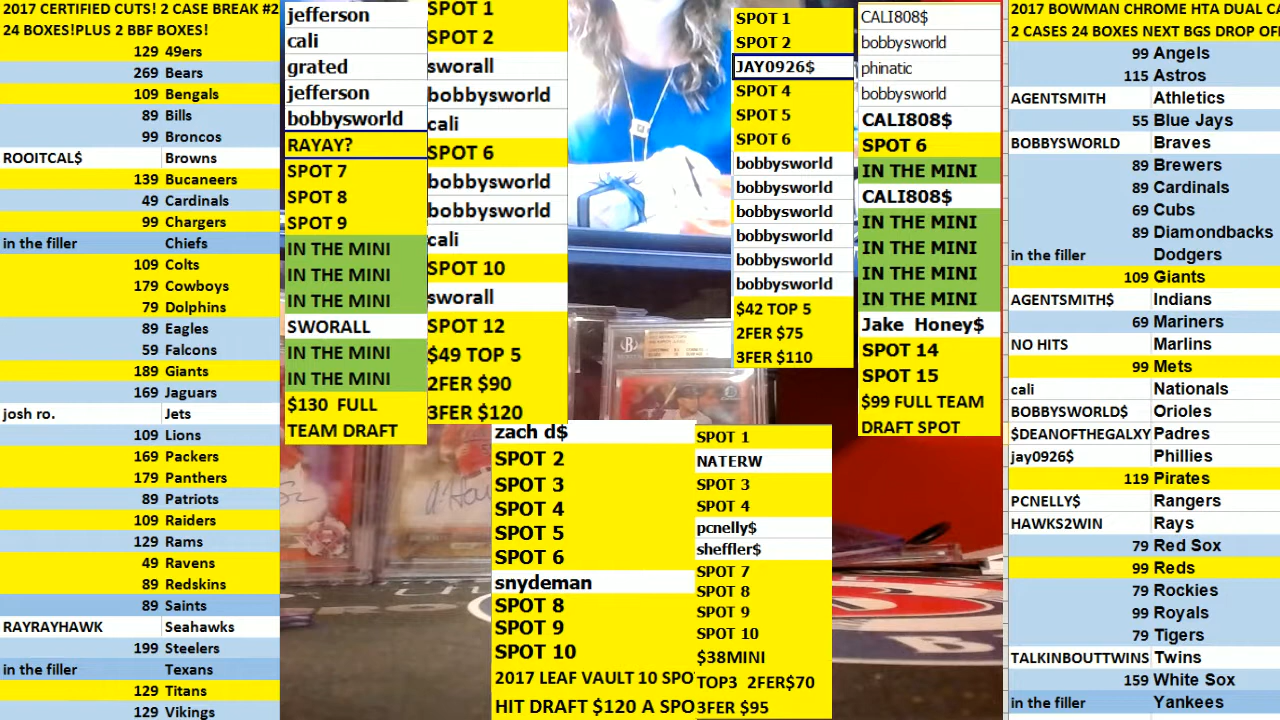 2017 CERTIFIED CUTS! 2 CASE BREAK #2
24 BOXES!PLUS 2 BBF BOXES!
129 49ers
269 Bears
109 Bengals
89 Bills
99 Broncos
ROOITCAL$ Browns
139 Bucaneers
49 Cardinals
99 Chargers
in the filler Chiefs
109 Colts
179 Cowboys
79 Dolphins
89 Eagles
59 Falcons
189 Giants
169 Jaguars
josh ro. Jets
109 Lions
169 Packers
179 Panthers
89 Patriots
109 Raiders
129 Rams
49 Ravens
89 Redskins
89 Saints
RAYRAYHAWK Seahawks
199 Steelers
in the filler Texans
129 Titans
129 Vikings
jefferson
cali
grated
jefferson
bobbysworld
RAYAY?
SPOT 7
SPOT 8
SPOT 9
IN THE MINI
IN THE MINI
IN THE MINI
SWORALL
IN THE MINI
IN THE MINI
$130 FULL
TEAM DRAFT
SPOT 1
SPOT 2
sworall
bobbysworld
cali
SPOT 6
bobbysworld
bobbysworld
cali
SPOT 10
sworall
SPOT 12
$49 TOP 5
2FER $90
3FER $120
zach d$
SPOT 2
SPOT 3
SPOT 4
SPOT 5
SPOT 6
snydeman
SPOT 8
SPOT 9
SPOT 10
2017 LEAF VAULT 10 SPO
HIT DRAFT $120 A SPO
SPOT 1
NATERW
SPOT 3
SPOT 4
pcnelly$
sheffler$
SPOT 7
SPOT 8
SPOT 9
SPOT 10
$38MINI
TOP3 2FER$70
3FER $95
SPOT 1
SPOT 2
JAY0926$
SPOT 4
SPOT 5
SPOT 6
bobbysworld
bobbysworld
bobbysworld
bobbysworld
bobbysworld
bobbysworld
$42 TOP 5
2FER $75
3FER $110
CALI808$
bobbysworld
phinatic
bobbysworld
CALI808$
SPOT 6
IN THE MINI
CALI808$
IN THE MINI
IN THE MINI
IN THE MINI
IN THE MINI
Jake Honey$
SPOT 14
SPOT 15
$99 FULL TEAM
DRAFT SPOT
2017 BOWMAN CHROME HTA DUAL CA
2 CASES 24 BOXES NEXT BGS DROP OF
99 Angels
115 Astros
AGENTSMITH Athletics
55 Blue Jays
BOBBYSWORLD Braves
89 Brewers
89 Cardinals
69 Cubs
89 Diamondbacks
in the filler Dodgers
109 Giants
AGENTSMITH$ Indians
69 Mariners
NO HITS Marlins
99 Mets
cali Nationals
BOBBYSWORLD$ Orioles
$DEANOFTHEGALXY Padres
jay0926$ Phillies
119 Pirates
PCNELLY$ Rangers
HAWKS2WIN Rays
79 Red Sox
99 Reds
79 Rockies
99 Royals
79 Tigers
TALKINBOUTTWINS Twins
159 White Sox
in the filler Yankees